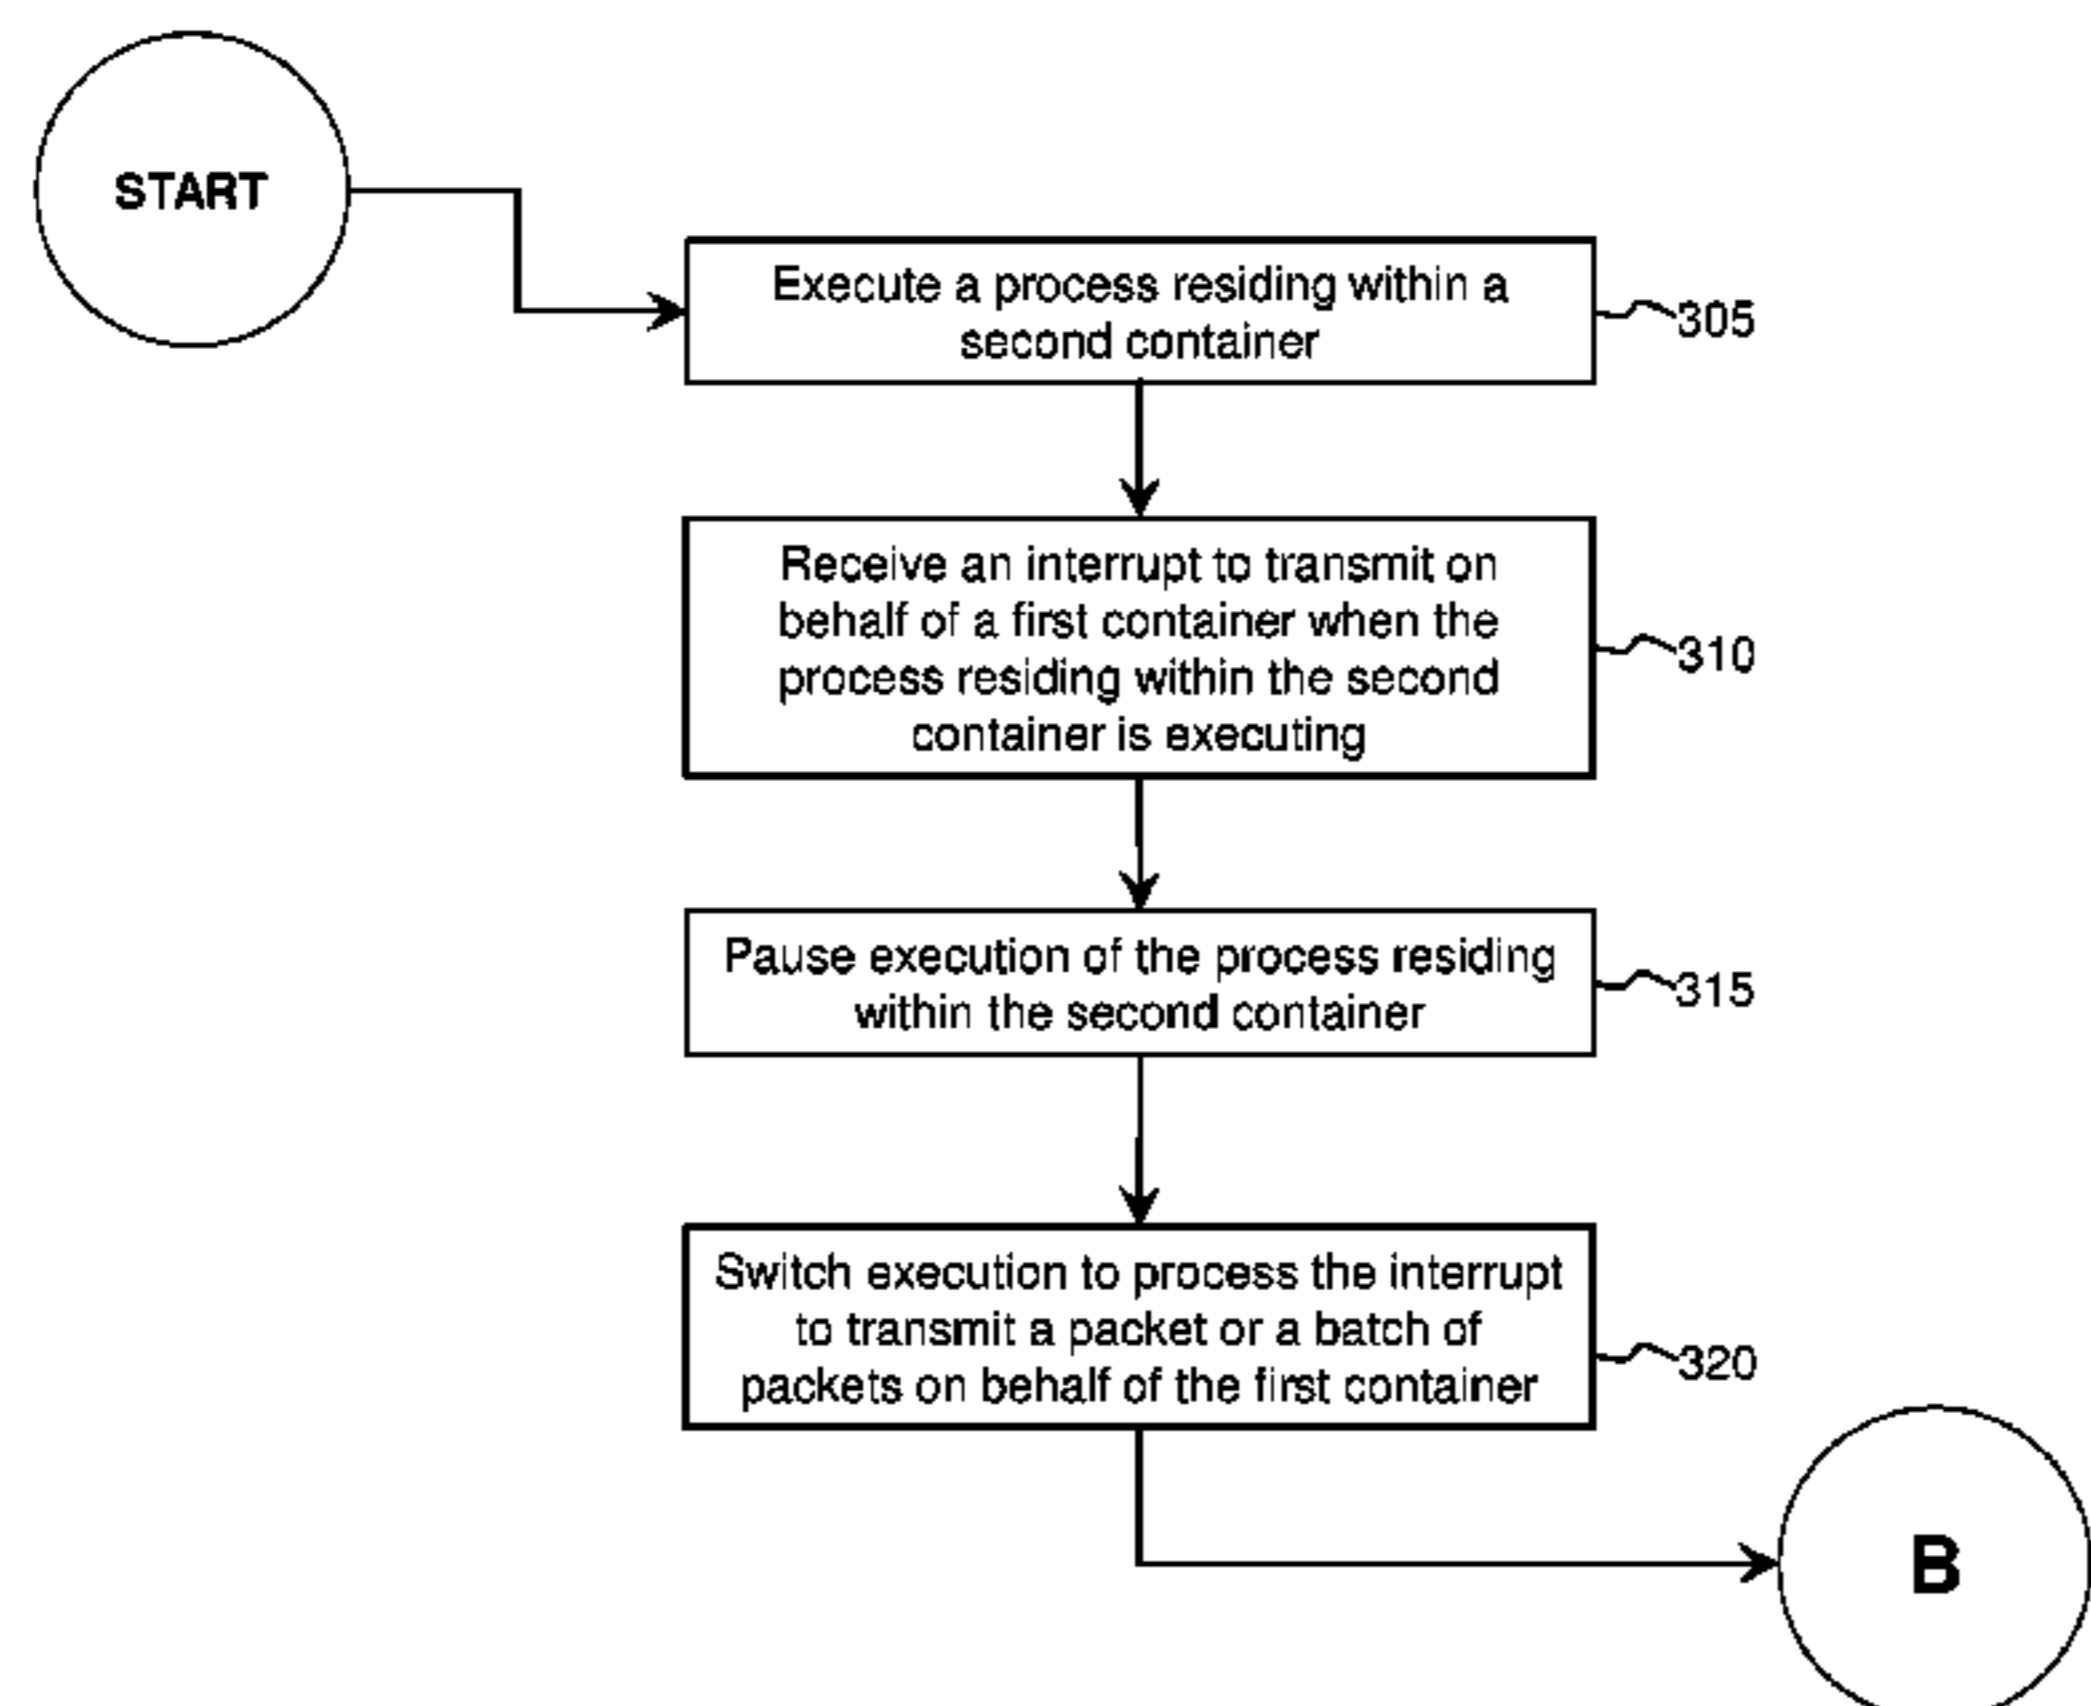 START
Execute a process residing within a
second container
305
Receive an interrupt to transmit on
behalf of a first container when the
process residing within the second
container is executing
310
Pause execution of the process residing
within the second container
315
Switch execution to process the interrupt
to transmit a packet or a batch of
packets on behalf of the first container
320
B